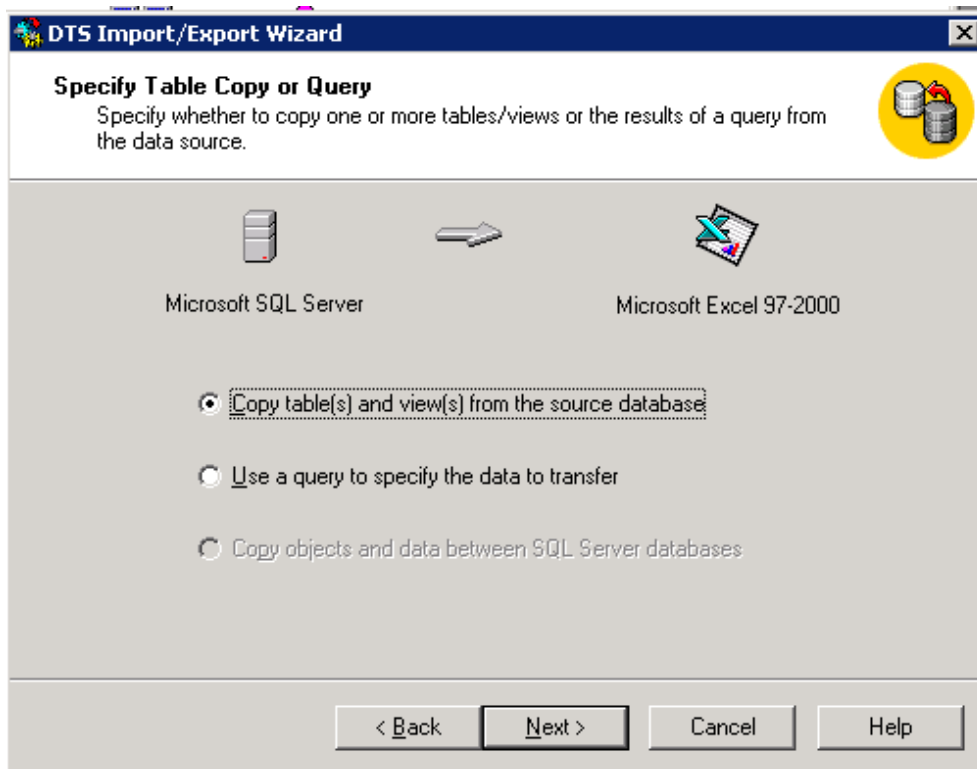 DTS Import/Export Wizard
Specify Table Copy or Query
Specify whether to copy one or more tables/views or the results of a query from
the data source.
Microsoft SQL Server
Microsoft Excel 97-2000
Copy table(s) and view(s) from the source database
Use a query to specify the data to transfer
Copy objects and data between SQL Server databases
< Back
Next >
Cancel
Help